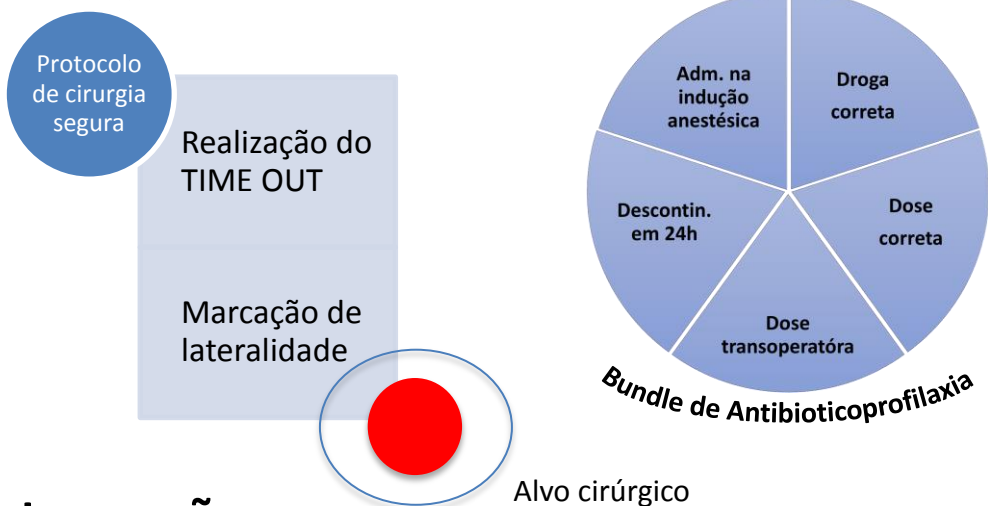 Protocolo
de cirurgia
segura
Realização do
TIME OUT
Marcação de
lateralidade
Adm. na
indução
anestésica
Droga
correta
Descontin.
em 24h
Dose
correta
Dose
transoperatóra
Bundle de Antibioticoprofilaxia
Alvo cirúrgico